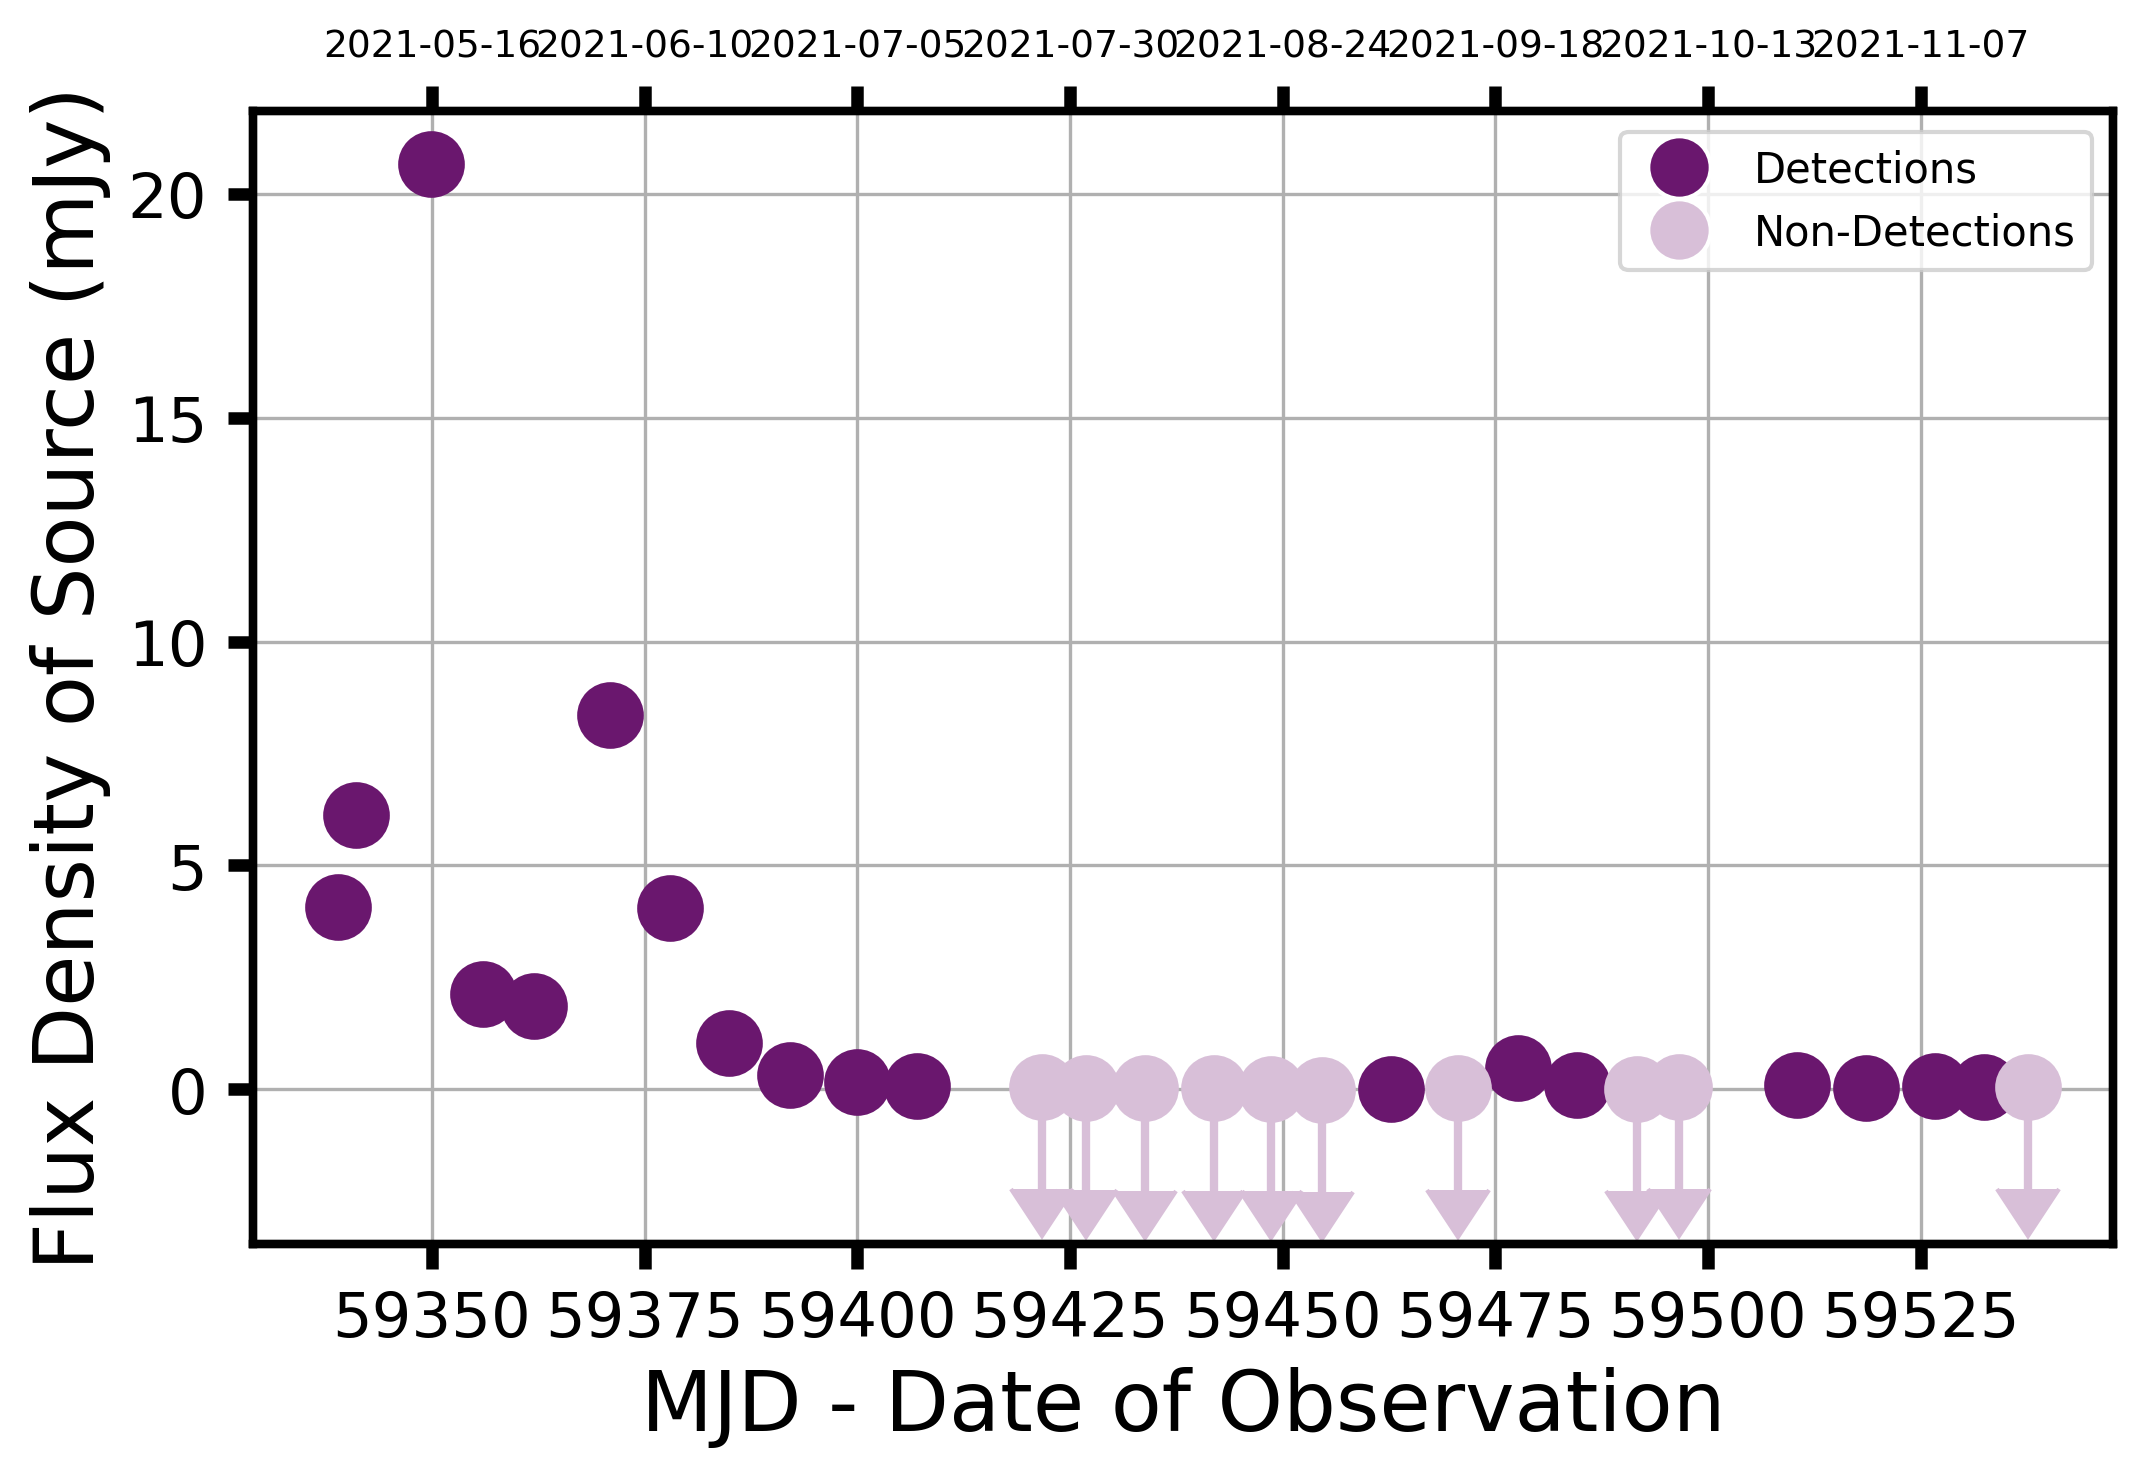 2021-05-16 2021-06-10 2021-07-05 2021-07-30 2021-08-24 2021-09-18 2021-10-13 2021-11-07
Detections
Non-Detections
Flux Density of Source (mJy)
20
15
10
5
0
59350 59375 59400 59425 59450 59475 59500 59525
MJD - Date of Observation